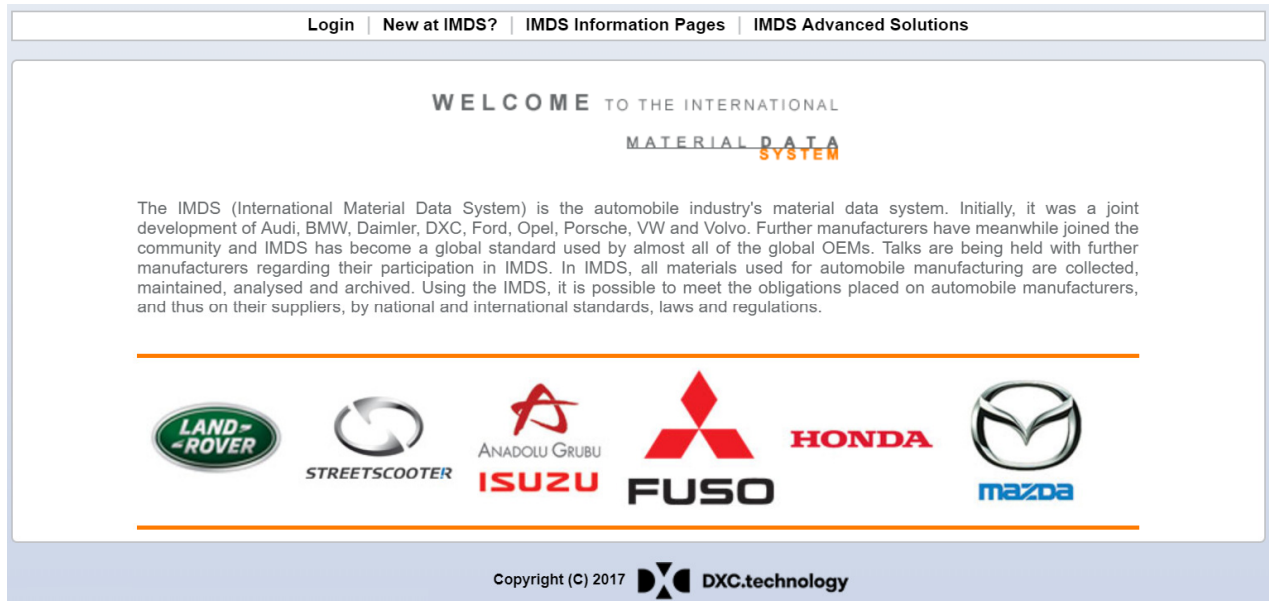 Login | New at IMDS? | IMDS Information Pages | IMDS Advanced Solutions
WELCOME TO THE INTERNATIONAL
MATERIAL DATA
SYSTEM
The IMDS (International Material Data System) is the automobile industry's material data system. Initially, it was a joint
development of Audi, BMW, Daimler, DXC, Ford, Opel, Porsche, VW and Volvo. Further manufacturers have meanwhile joined the
community and IMDS has become a global standard used by almost all of the global OEMs. Talks are being held with further
manufacturers regarding their participation in IMDS. In IMDS, all materials used for automobile manufacturing are collected,
maintained, analysed and archived. Using the IMDS, it is possible to meet the obligations placed on automobile manufacturers,
and thus on their suppliers, by national and international standards, laws and regulations.
LAND-
-ROVER
STREETSCOOTER
ANADOLU GRUBU
ISUZU
FUSO
HONDA
mazda
Copyright (C) 2017 DXC.technology